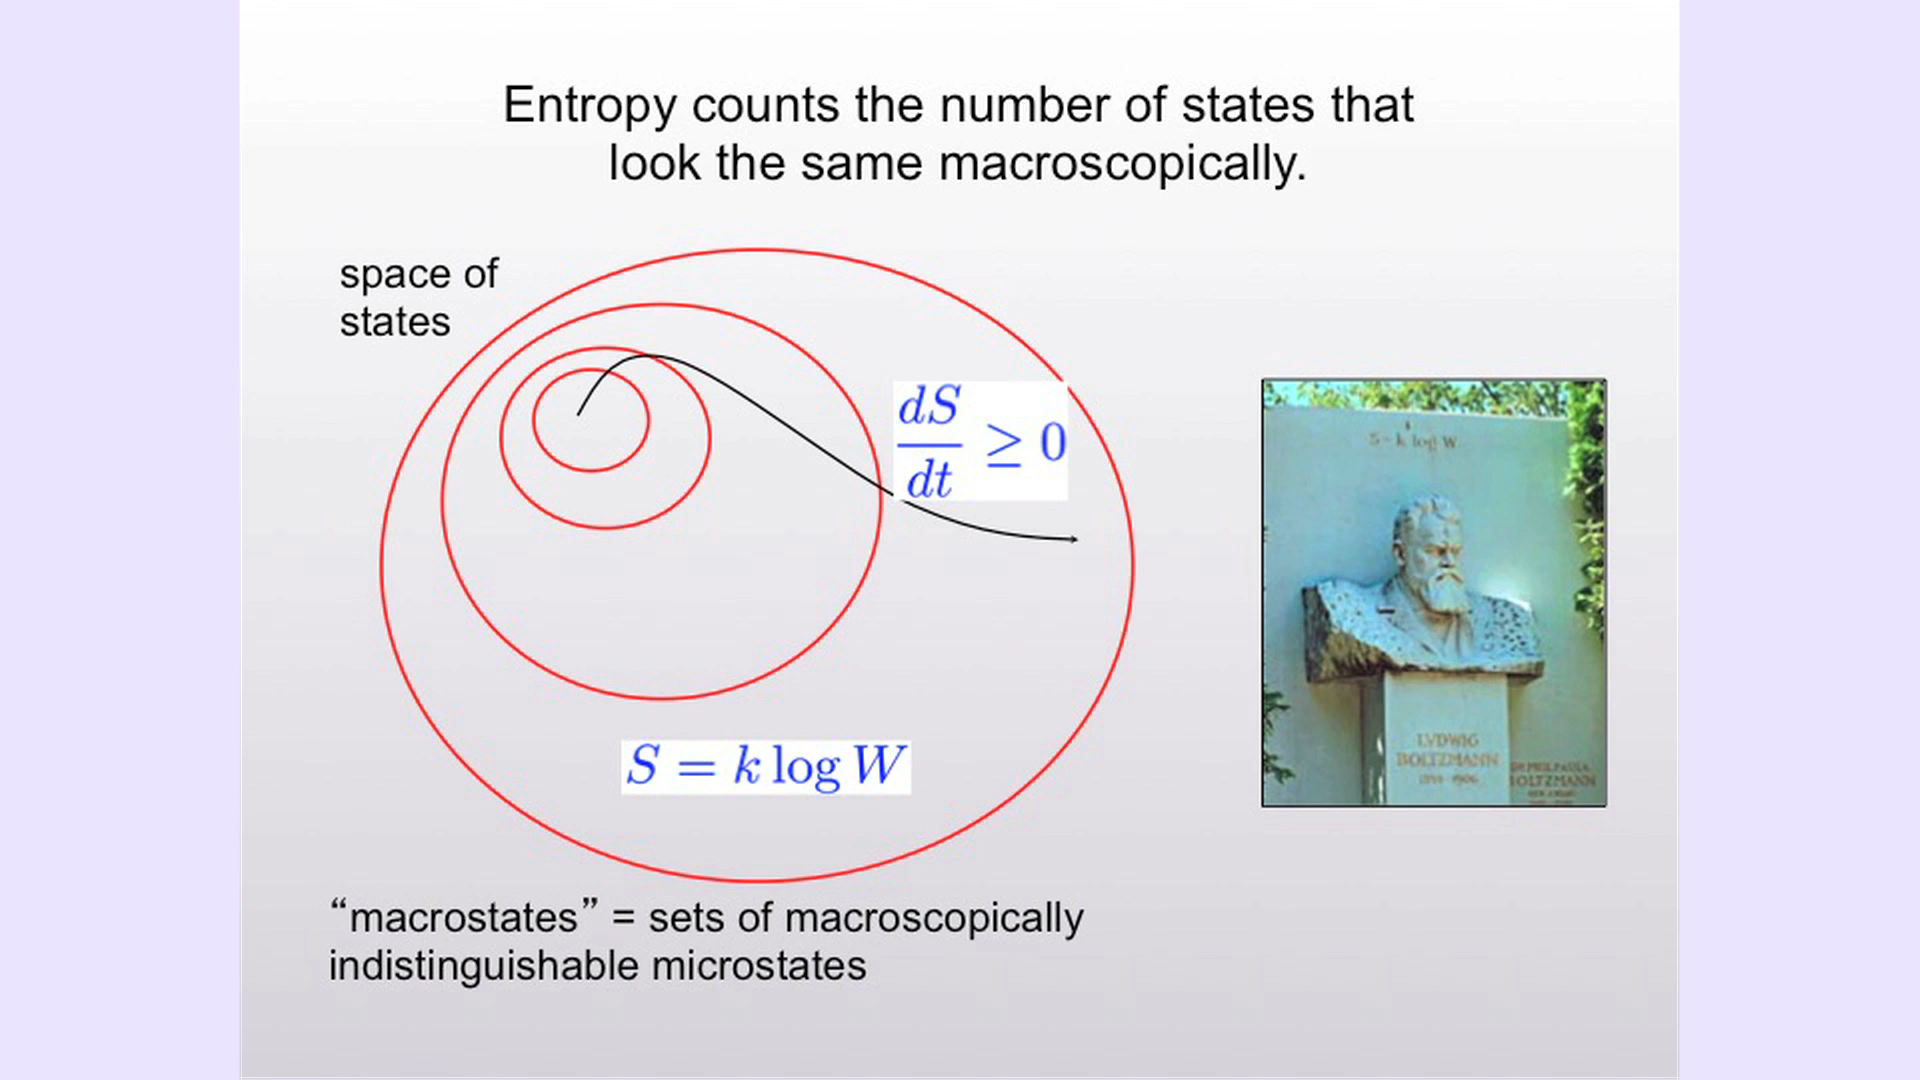 Entropy counts the number of states that
look the same macroscopically.
space of
states
dS
dt
≥ 0
S = k log W
“macrostates” = sets of macroscopically
indistinguishable microstates
S = k log W
LVDWIG
BOLTZMANN
BOLTZMANN